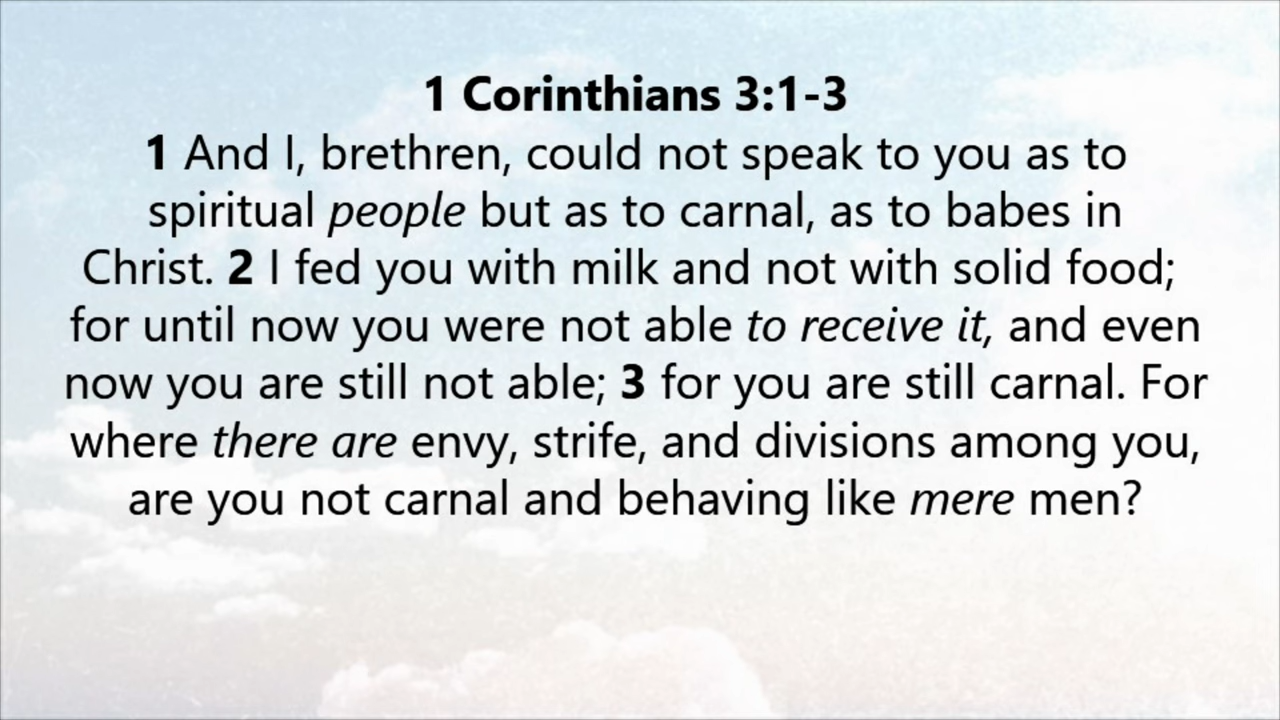 1 Corinthians 3:1-3
1 And I, brethren, could not speak to you as to
spiritual people but as to carnal, as to babes in
Christ. 2 I fed you with milk and not with solid food;
for until now you were not able to receive it, and even
now you are still not able; 3 for you are still carnal. For
where there are envy, strife, and divisions among you,
are you not carnal and behaving like mere men?